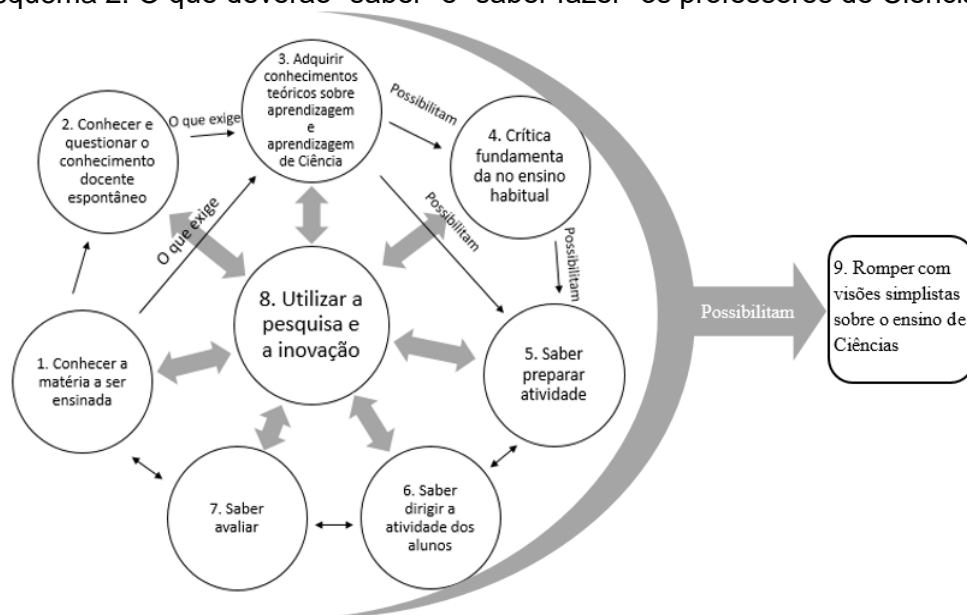 squema 2: O que deverão "saber" e "saber fazer" os professores de Ciência
3. Adquirir
conhecimentos
teóricos sobre
aprendizagem
e
aprendizagem
de Ciência
Possibilitam
O que exige
2. Conhecer e
questionar o
conhecimento
docente
espontâneo
4. Crítica
fundamenta
da no ensino
habitual
O que exige
Possibilitam
Possibilitam
8. Utilizar a
pesquisa e
a inovação
Possibilitam
9. Romper com
visões simplistas
sobre o ensino de
Ciências
1. Conhecer a
matéria a ser
ensinada
5. Saber
preparar
atividade
7. Saber
avaliar
6. Saber
dirigir a
atividade dos
alunos